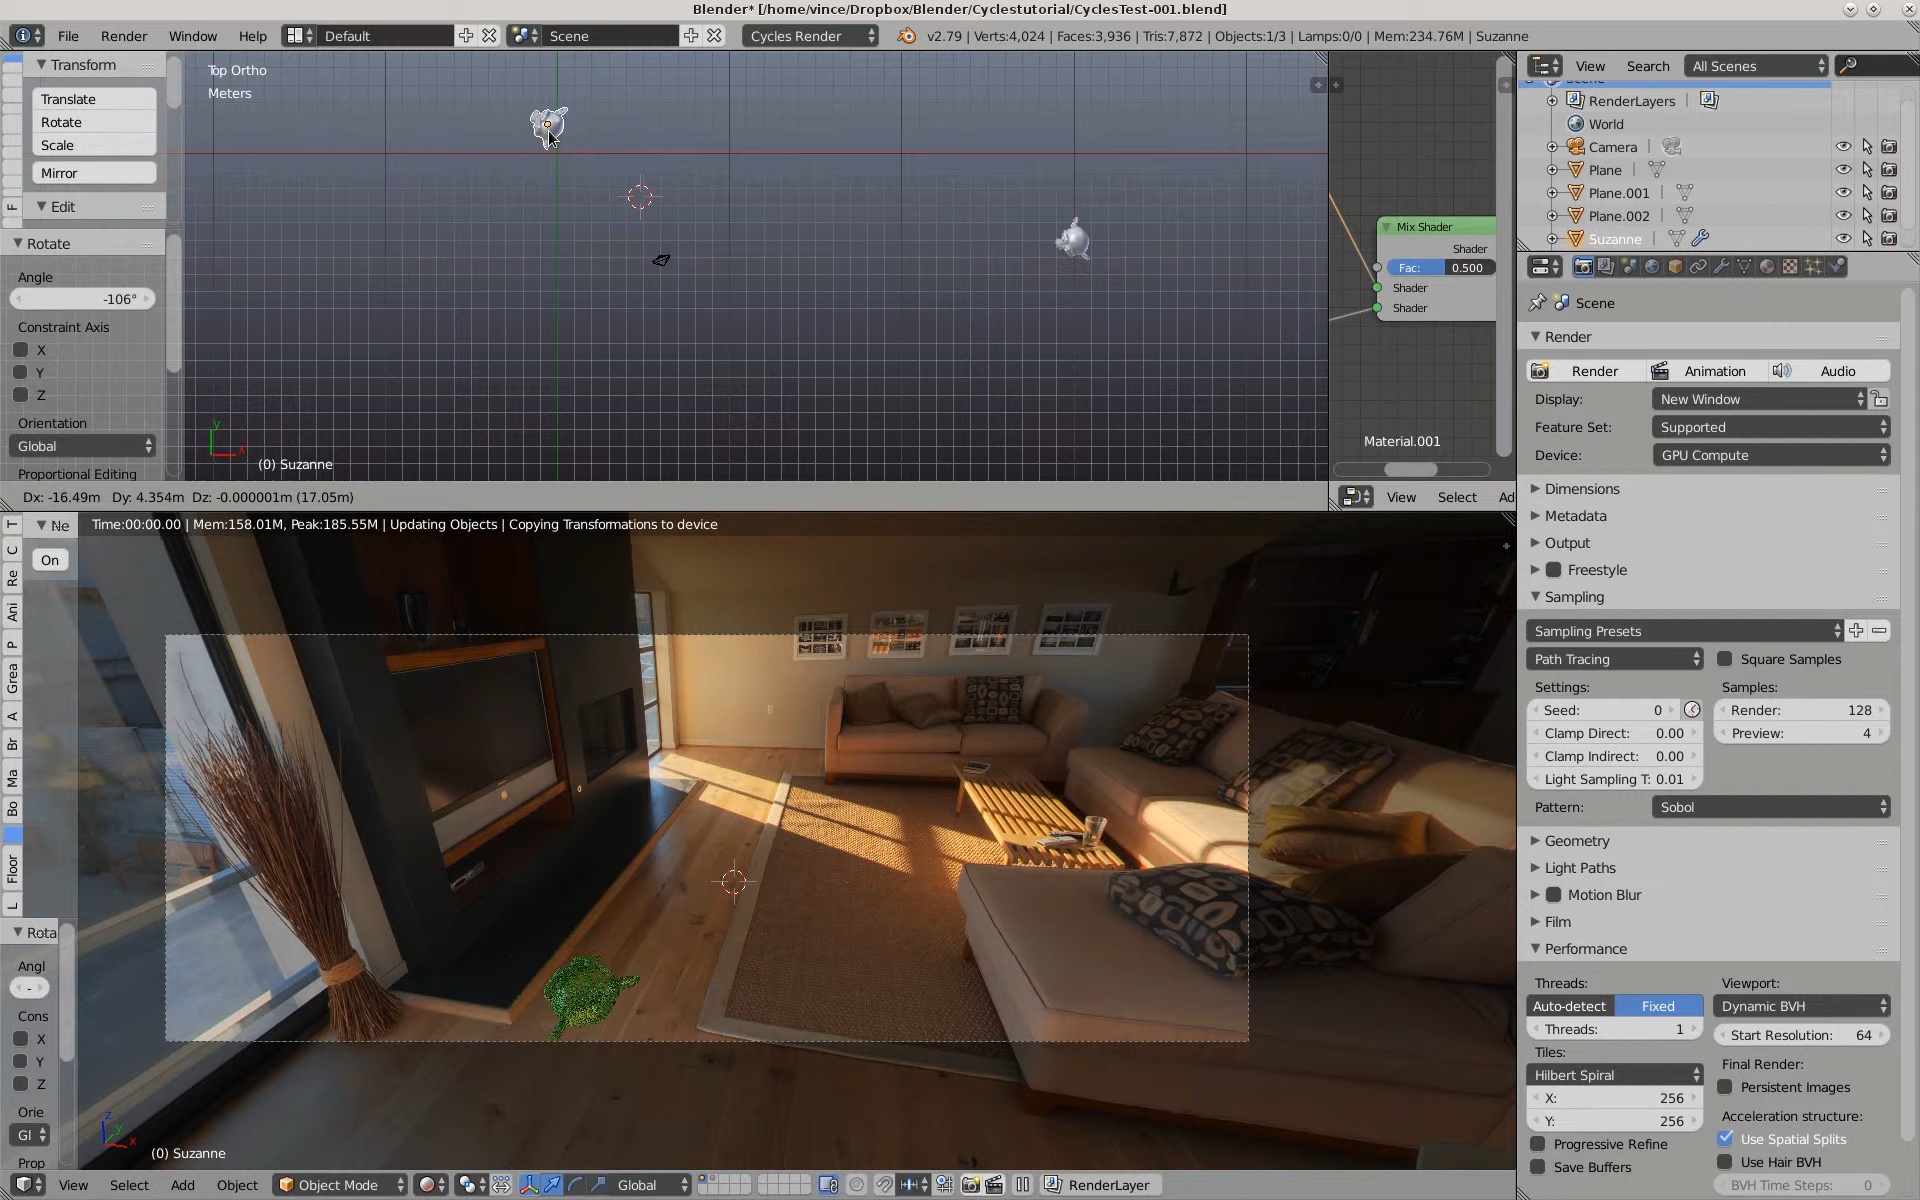 Blender* [/home/vince/Dropbox/Blender/Cyclestutorial/CyclesTest-001.blend]
File Render Window Help Default Scene Cycles Render v2.79 | Verts:4,024 | Faces:3,936 | Tris:7,872 | Objects:1/3 | Lamps:0/0 | Mem:234.76M | Suzanne
Transform
Translate
Rotate
Scale
Mirror
Edit
F
Rotate
Angle
-106°
Constraint Axis
X
Y
Z
Orientation
Global
Proportional Editing
Top Ortho
Meters
y
x
(0) Suzanne
Dx: -16.49m Dy: 4.354m Dz: -0.000001m (17.05m)
Mix Shader
Shader
Fac: 0.500
Shader
Shader
Material.001
View Select Ad
View Search All Scenes
Scene
RenderLayers |
World
Camera |
Plane |
Plane.001 |
Plane.002 |
Suzanne |
Scene
Render
Render Animation Audio
Display: New Window
Feature Set: Supported
Device: GPU Compute
Dimensions
Metadata
Output
Freestyle
Sampling
Sampling Presets
Path Tracing Square Samples
Settings: Samples:
Seed: 0 Render: 128
Clamp Direct: 0.00 Preview: 4
Clamp Indirect: 0.00
Light Sampling T: 0.01
Pattern: Sobol
Geometry
Light Paths
Motion Blur
Film
Performance
Threads: Viewport:
Auto-detect Fixed Dynamic BVH
Threads: 1 Start Resolution: 64
Tiles: Final Render:
Hilbert Spiral Persistent Images
X: 256 Acceleration structure:
Y: 256 Use Spatial Splits
Progressive Refine Use Hair BVH
Save Buffers BVH Time Steps: 0
T
C
Re
Ani
P
Grea
A
Br
Ma
Bo
Floor
L
Ne
On
Time:00:00.00 | Mem:158.01M, Peak:185.55M | Updating Objects | Copying Transformations to device
Rota
Angl
-
Cons
X
Y
Z
Orie
Gl
Prop
z
y
x
(0) Suzanne
View Select Add Object Object Mode Global RenderLayer